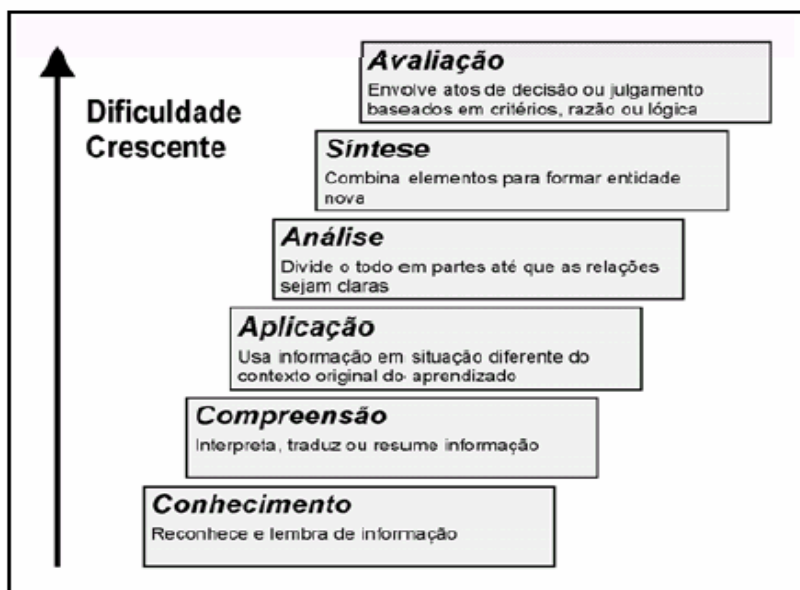 Dificuldade
Crescente
Avaliação
Envolve atos de decisão ou julgamento
baseados em critérios, razão ou lógica
Síntese
Combina elementos para formar entidade
nova
Análise
Divide o todo em partes até que as relações
sejam claras
Aplicação
Usa informação em situação diferente do
contexto original do aprendizado
Compreensão
Interpreta, traduz ou resume informação
Conhecimento
Reconhece e lembra de informação